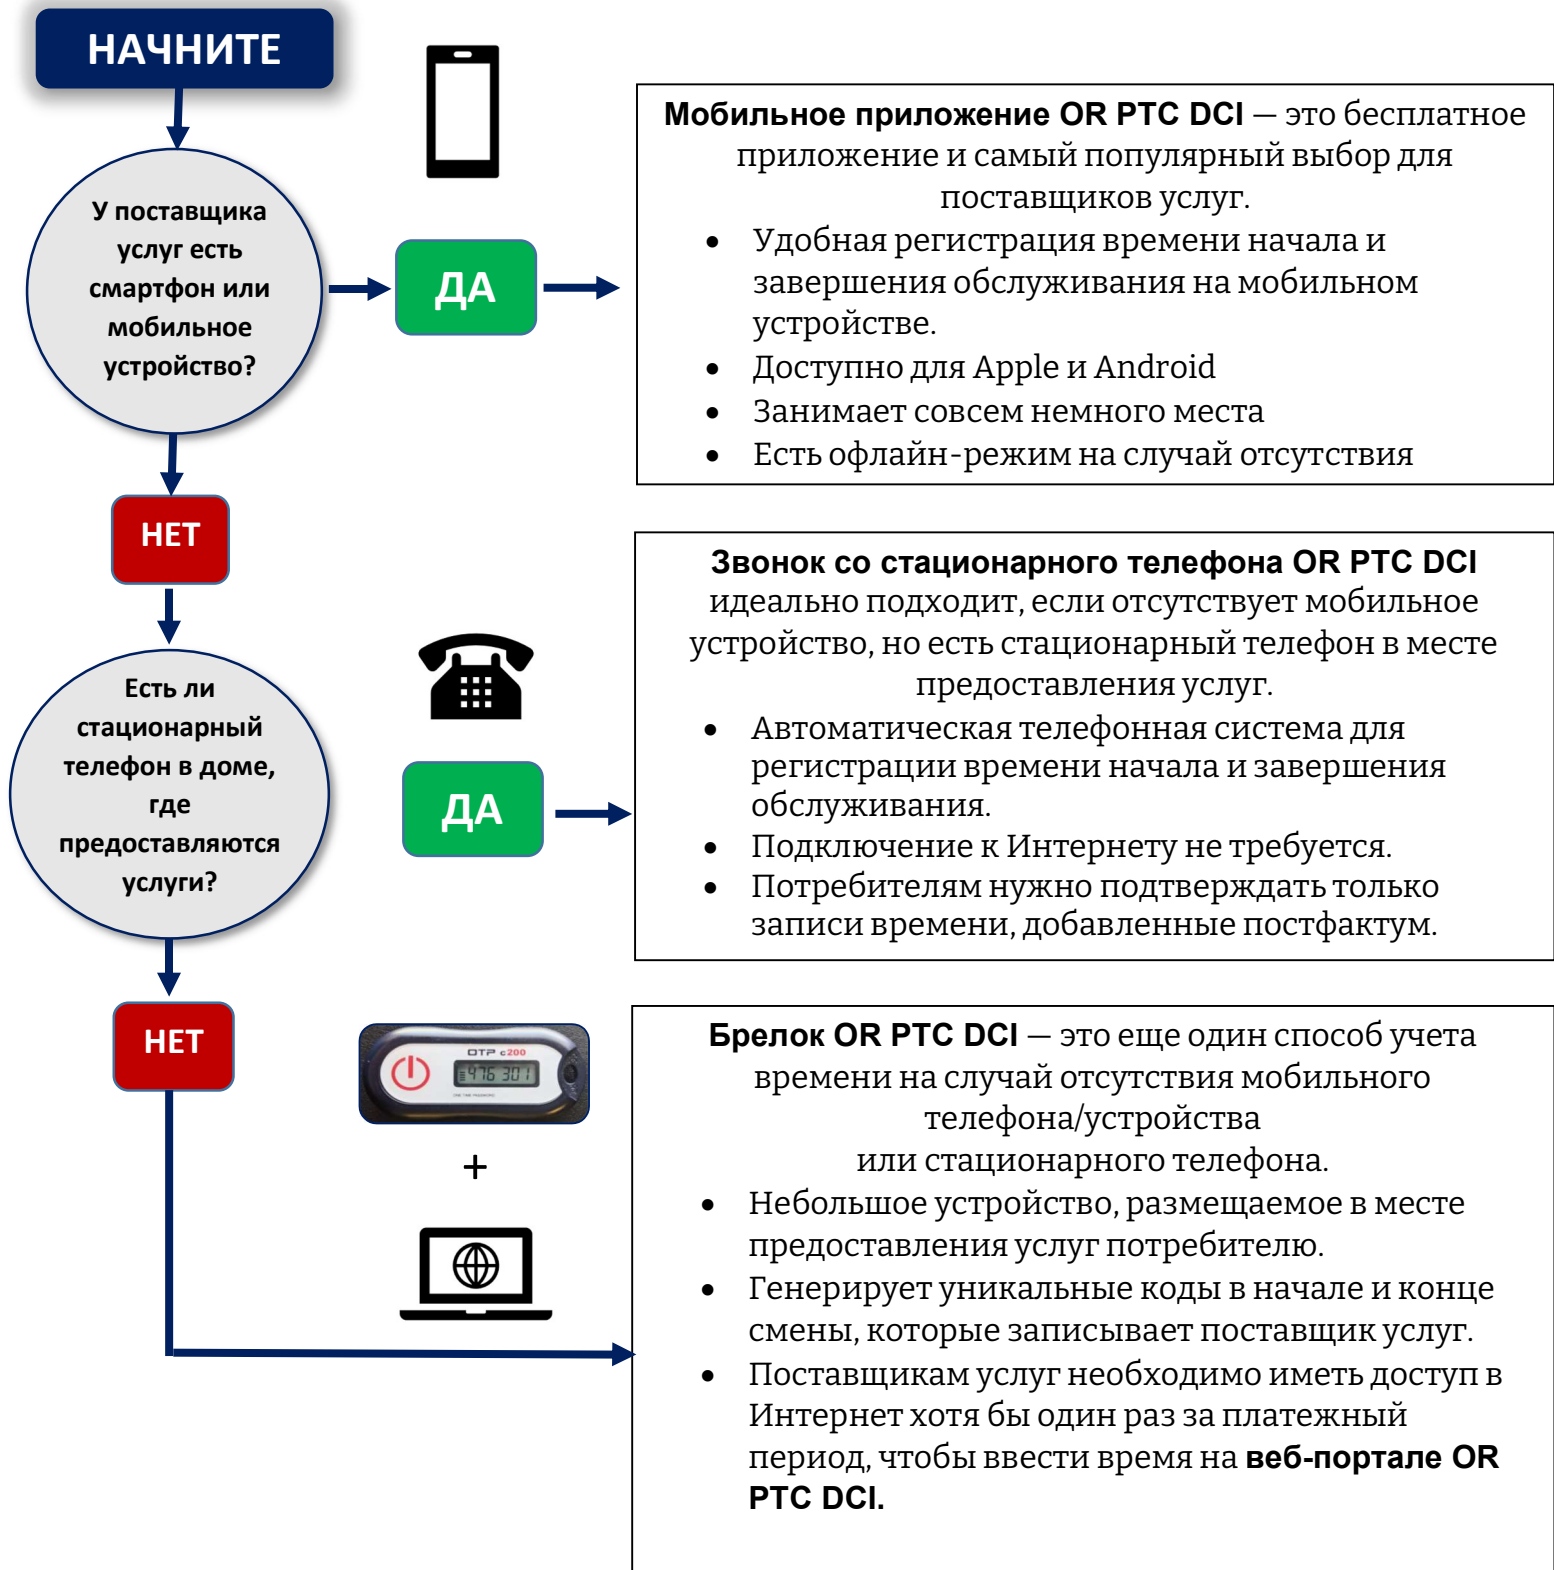 НАЧНИТЕ
У поставщика
услуг есть
смартфон или
мобильное
устройство?
ДА
Мобильное приложение OR PTC DCI — это бесплатное
приложение и самый популярный выбор для
поставщиков услуг.
• Удобная регистрация времени начала и
завершения обслуживания на мобильном
устройстве.
• Доступно для Apple и Android
• Занимает совсем немного места
• Есть офлайн-режим на случай отсутствия
НЕТ
Есть ли
стационарный
телефон в доме,
где
предоставляются
услуги?
ДА
Звонок со стационарного телефона OR PTC DCI
идеально подходит, если отсутствует мобильное
устройство, но есть стационарный телефон в месте
предоставления услуг.
• Автоматическая телефонная система для
регистрации времени начала и завершения
обслуживания.
• Подключение к Интернету не требуется.
• Потребителям нужно подтверждать только
записи времени, добавленные постфактум.
НЕТ
OTP c200
476 301
ONE TIME PASSWORD
+
Брелок OR PTC DCI — это еще один способ учета
времени на случай отсутствия мобильного
телефона/устройства
или стационарного телефона.
• Небольшое устройство, размещаемое в месте
предоставления услуг потребителю.
• Генерирует уникальные коды в начале и конце
смены, которые записывает поставщик услуг.
• Поставщикам услуг необходимо иметь доступ в
Интернет хотя бы один раз за платежный
период, чтобы ввести время на веб-портале OR
PTC DCI.